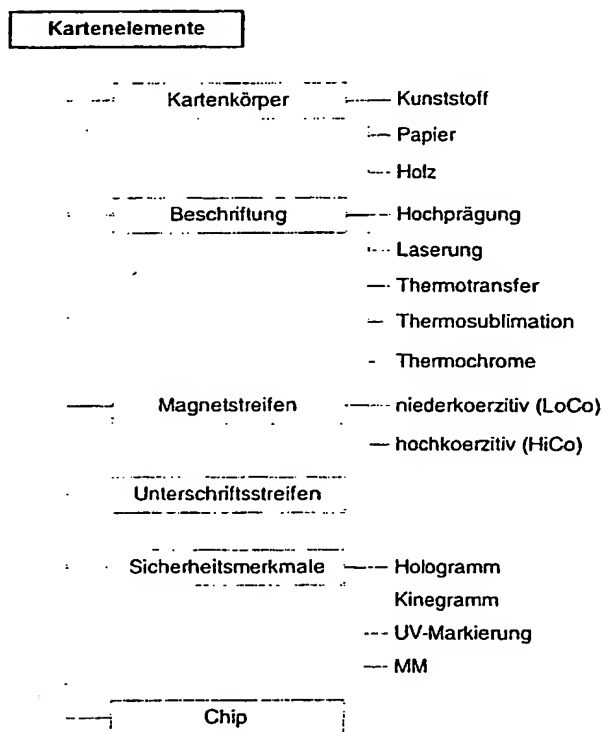 Kartenelemente
Kartenkörper
Kunststoff
Papier
Holz
Beschriftung
Hochprägung
Laserung
Thermotransfer
Thermosublimation
Thermochrome
Magnetstreifen
niederkoerzitiv (LoCo)
hochkoerzitiv (HiCo)
Unterschriftsstreifen
Sicherheitsmerkmale
Hologramm
Kinegramm
UV-Markierung
MM
Chip